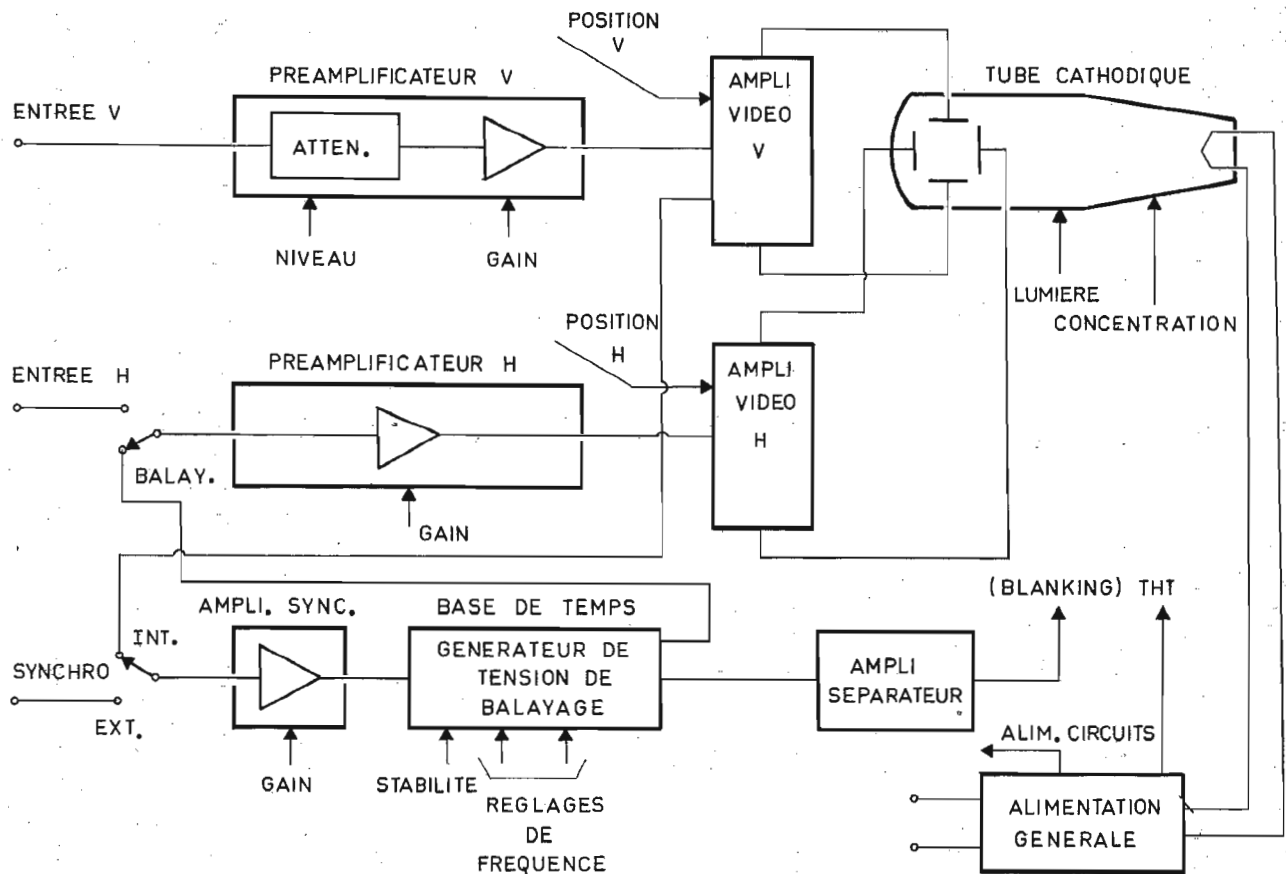 POSITION
V
PREAMPLIFICATEUR V
ENTREE V
ATTEN.
NIVEAU
GAIN
AMPLI
VIDEO
V
TUBE CATHODIQUE
LUMIERE
CONCENTRATION
POSITION
H
PREAMPLIFICATEUR H
ENTREE H
BALAY.
GAIN
AMPLI
VIDEO
H
AMPLI. SYNC.
BASE DE TEMPS
(BLANKING) THT
INT.
SYNCHRO
EXT.
GENERATEUR DE
TENSION DE
BALAYAGE
AMPLI
SEPARATEUR
GAIN
STABILITE
REGLAGES
DE
FRÉQUENCE
ALIM. CIRCUITS
ALIMENTATION
GENERALE